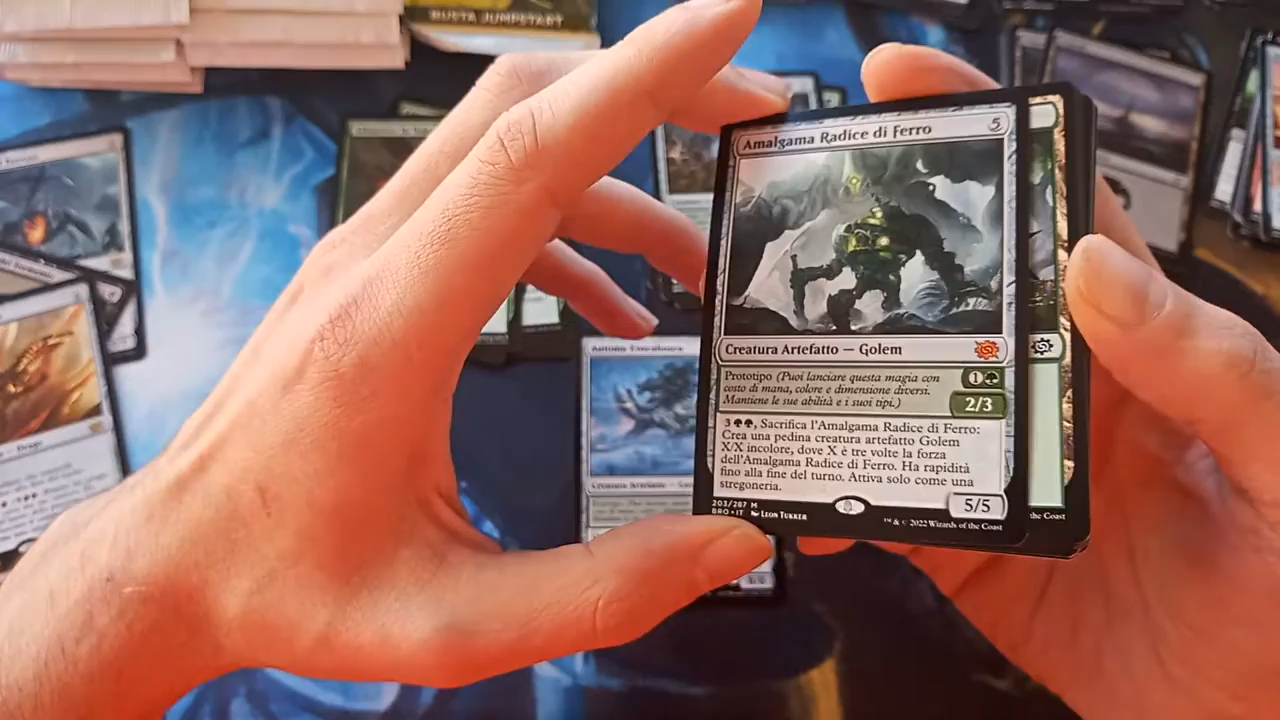 BUSTA JUMPSTART
Amalgama Radice di Ferro 5
Creatura Artefatto — Golem
Prototipo (Puoi lanciare questa magia con
costo di mana, colore e dimensione diversi.
Mantiene le sue abilità e i suoi tipi.)
1
2/3
3 , Sacrifica l'Amalgama Radice di Ferro:
Crea una pedina creatura artefatto Golem
X/X incolore, dove X è tre volte la forza
dell'Amalgama Radice di Ferro. Ha rapidità
fino alla fine del turno. Attiva solo come una
stregoneria.
5/5
203/287 M
BRO • IT Leon Tukker
™ & © 2022 Wizards of the Coast
the Coast
Creatura Artefatto